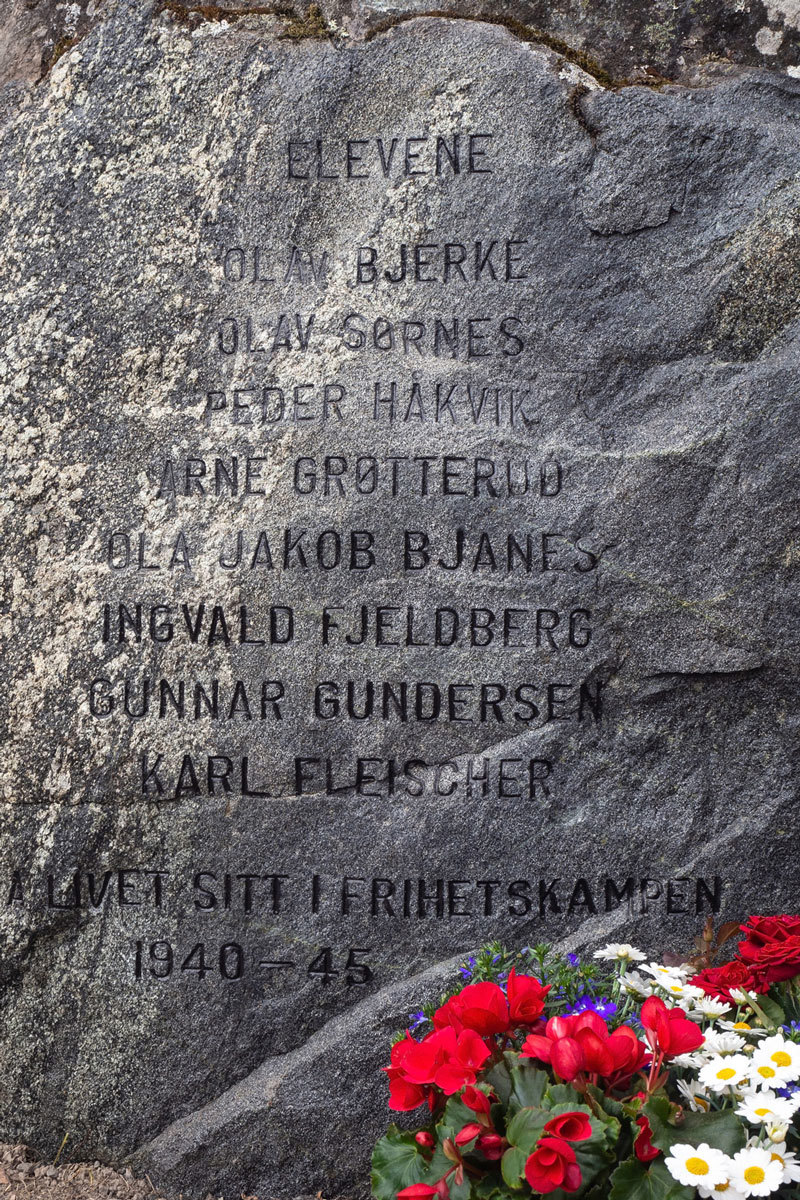 ELEVENE
OLAV BJERKE
OLAV SØRNES
PEDER HÅKVIK
ARNE GRØTTERUD
OLA JAKOB BJANES
INGVALD FJELDBERG
GUNNAR GUNDERSEN
KARL FLEISCHER
LIVET SITT I FRIHETSKAMPEN
1940-45